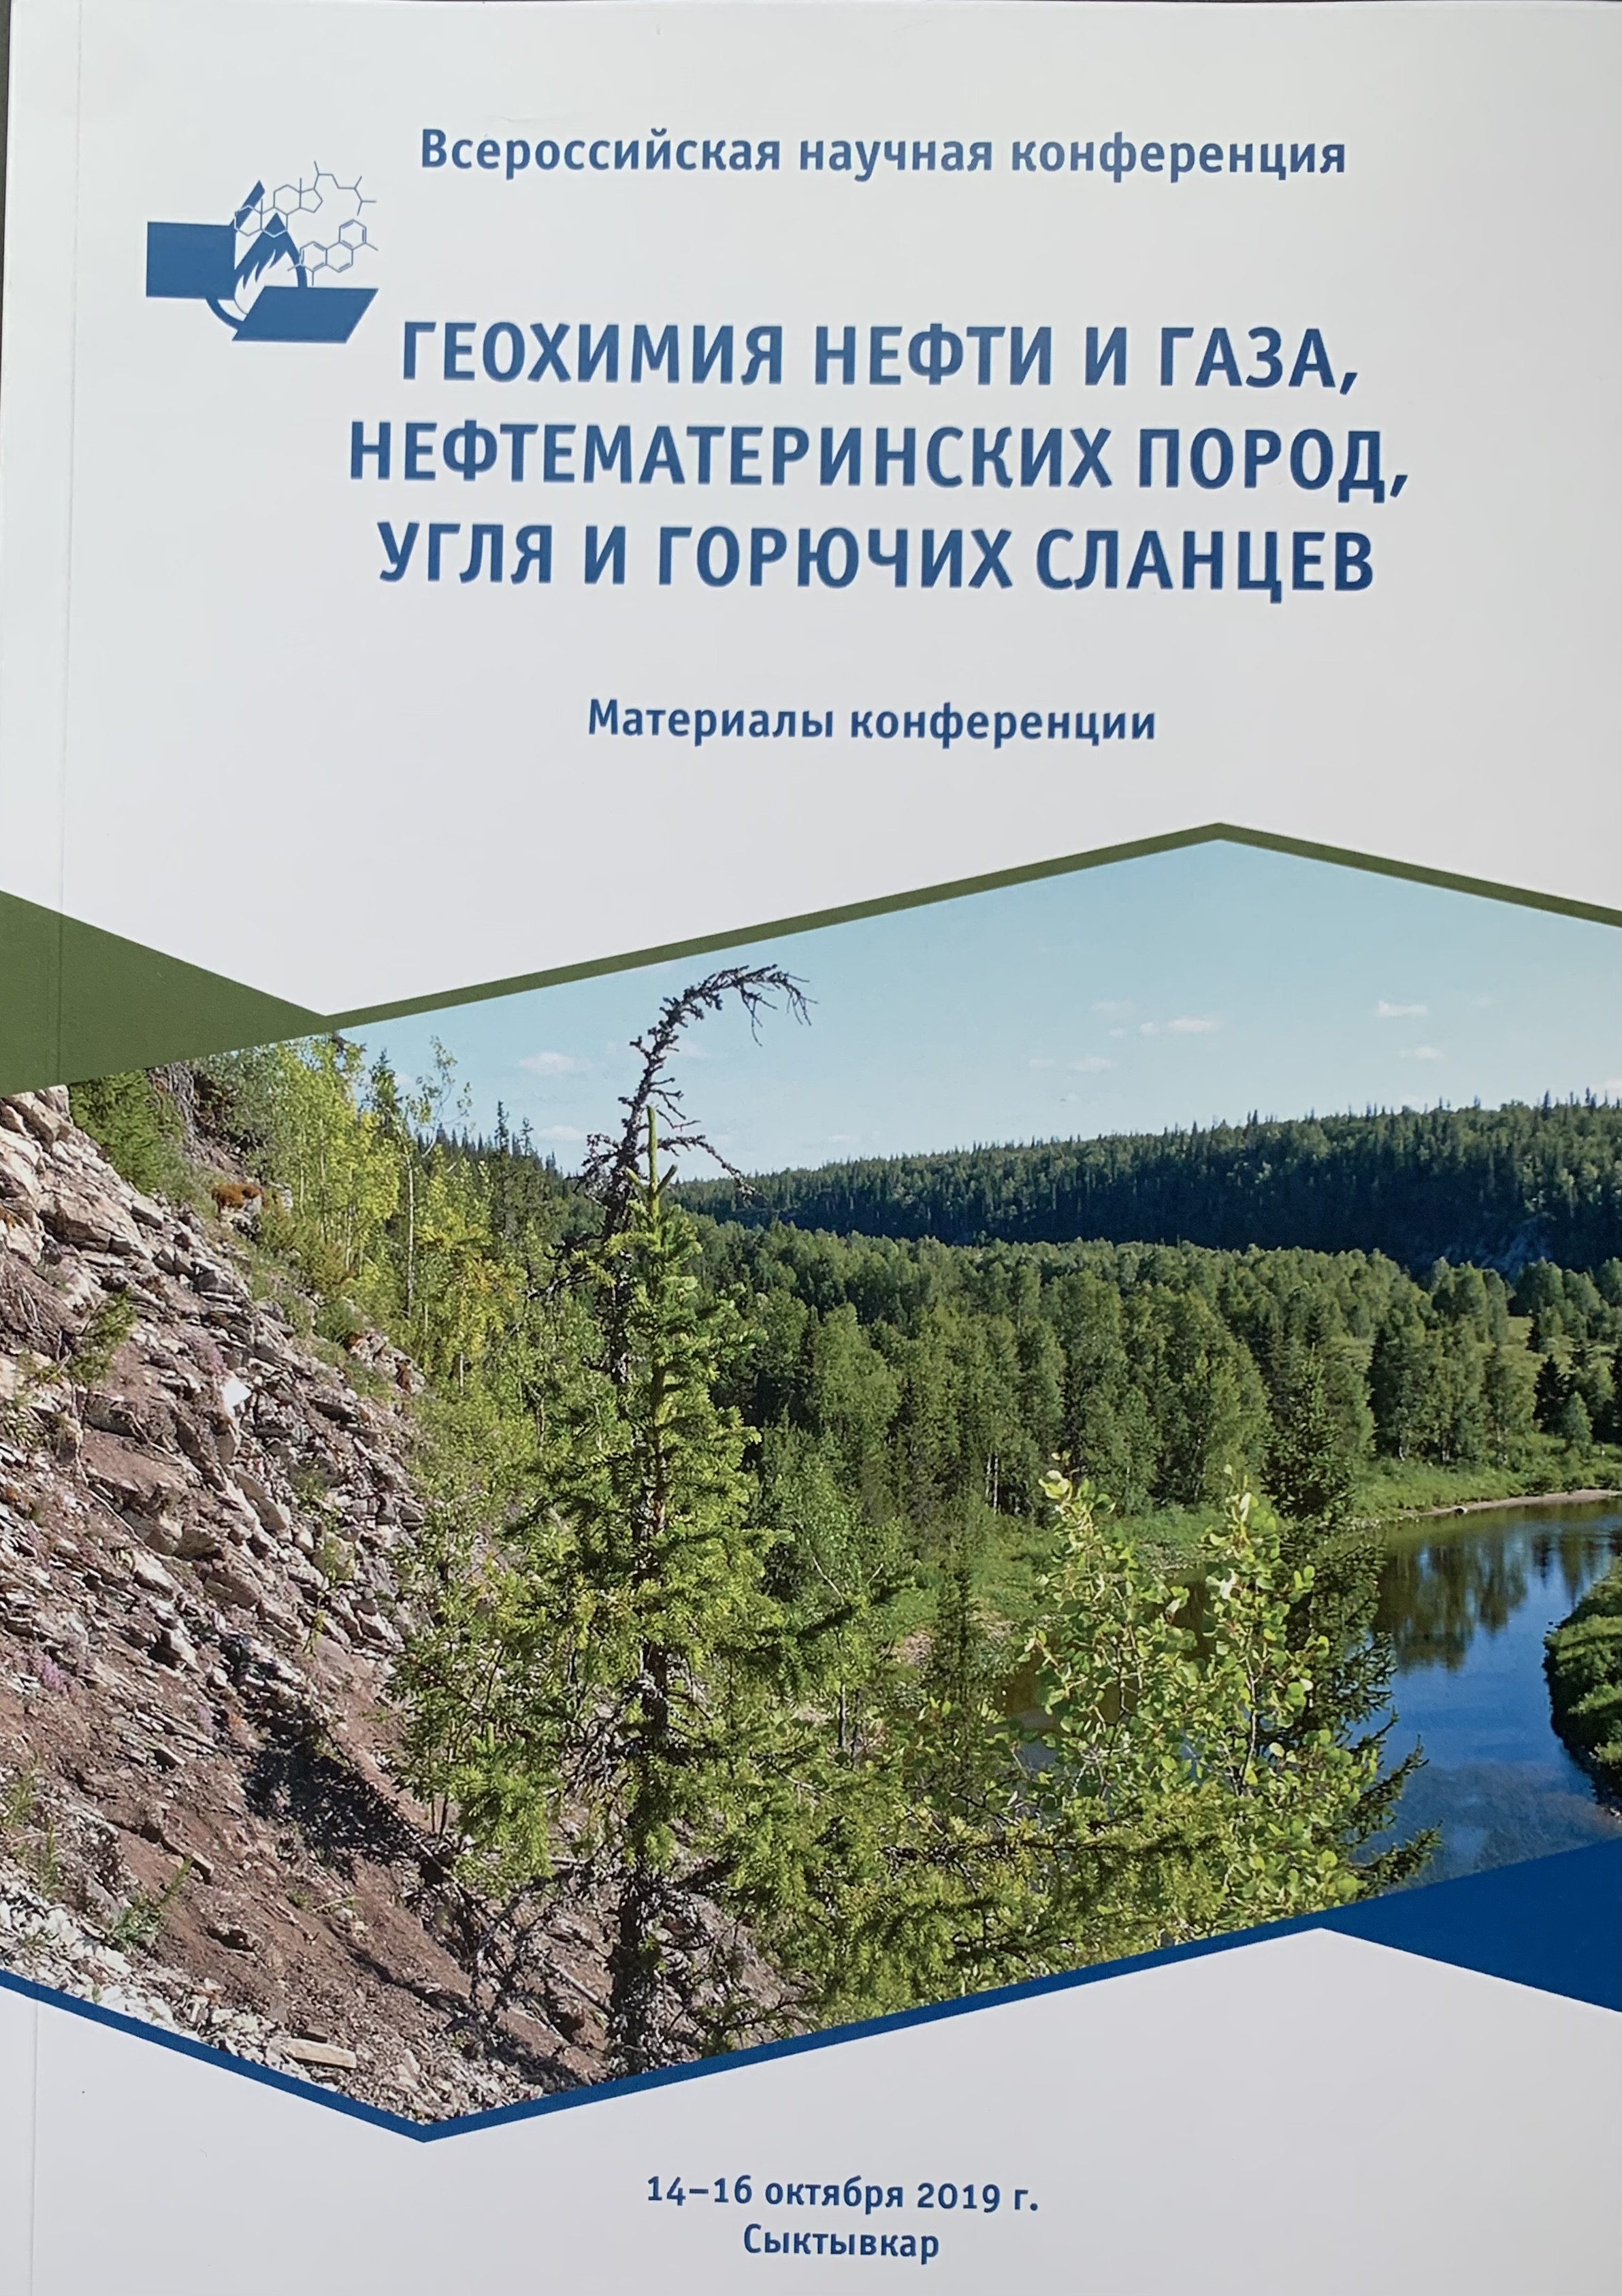 Всероссийская научная конференция
ГЕОХИМИЯ НЕФТИ И ГАЗА,
НЕФТЕМАТЕРИНСКИХ ПОРОД,
УГЛЯ И ГОРЮЧИХ СЛАНЦЕВ
Материалы конференции
14–16 октября 2019 г.
Сыктывкар